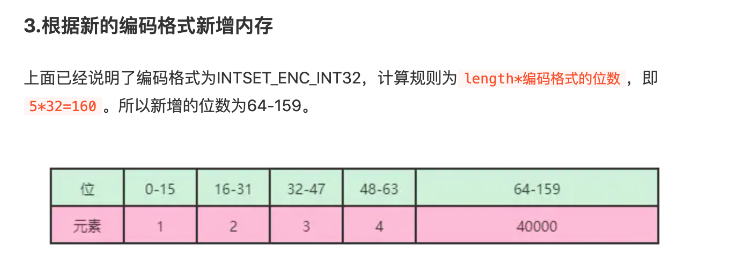 3.根据新的编码格式新增内存
上面已经说明了编码格式为INTSET_ENC_INT32，计算规则为 length*编码格式的位数 ，即
5*32=160 。所以新增的位数为64-159。
位 0-15 16-31 32-47 48-63 64-159
元素 1 2 3 4 40000